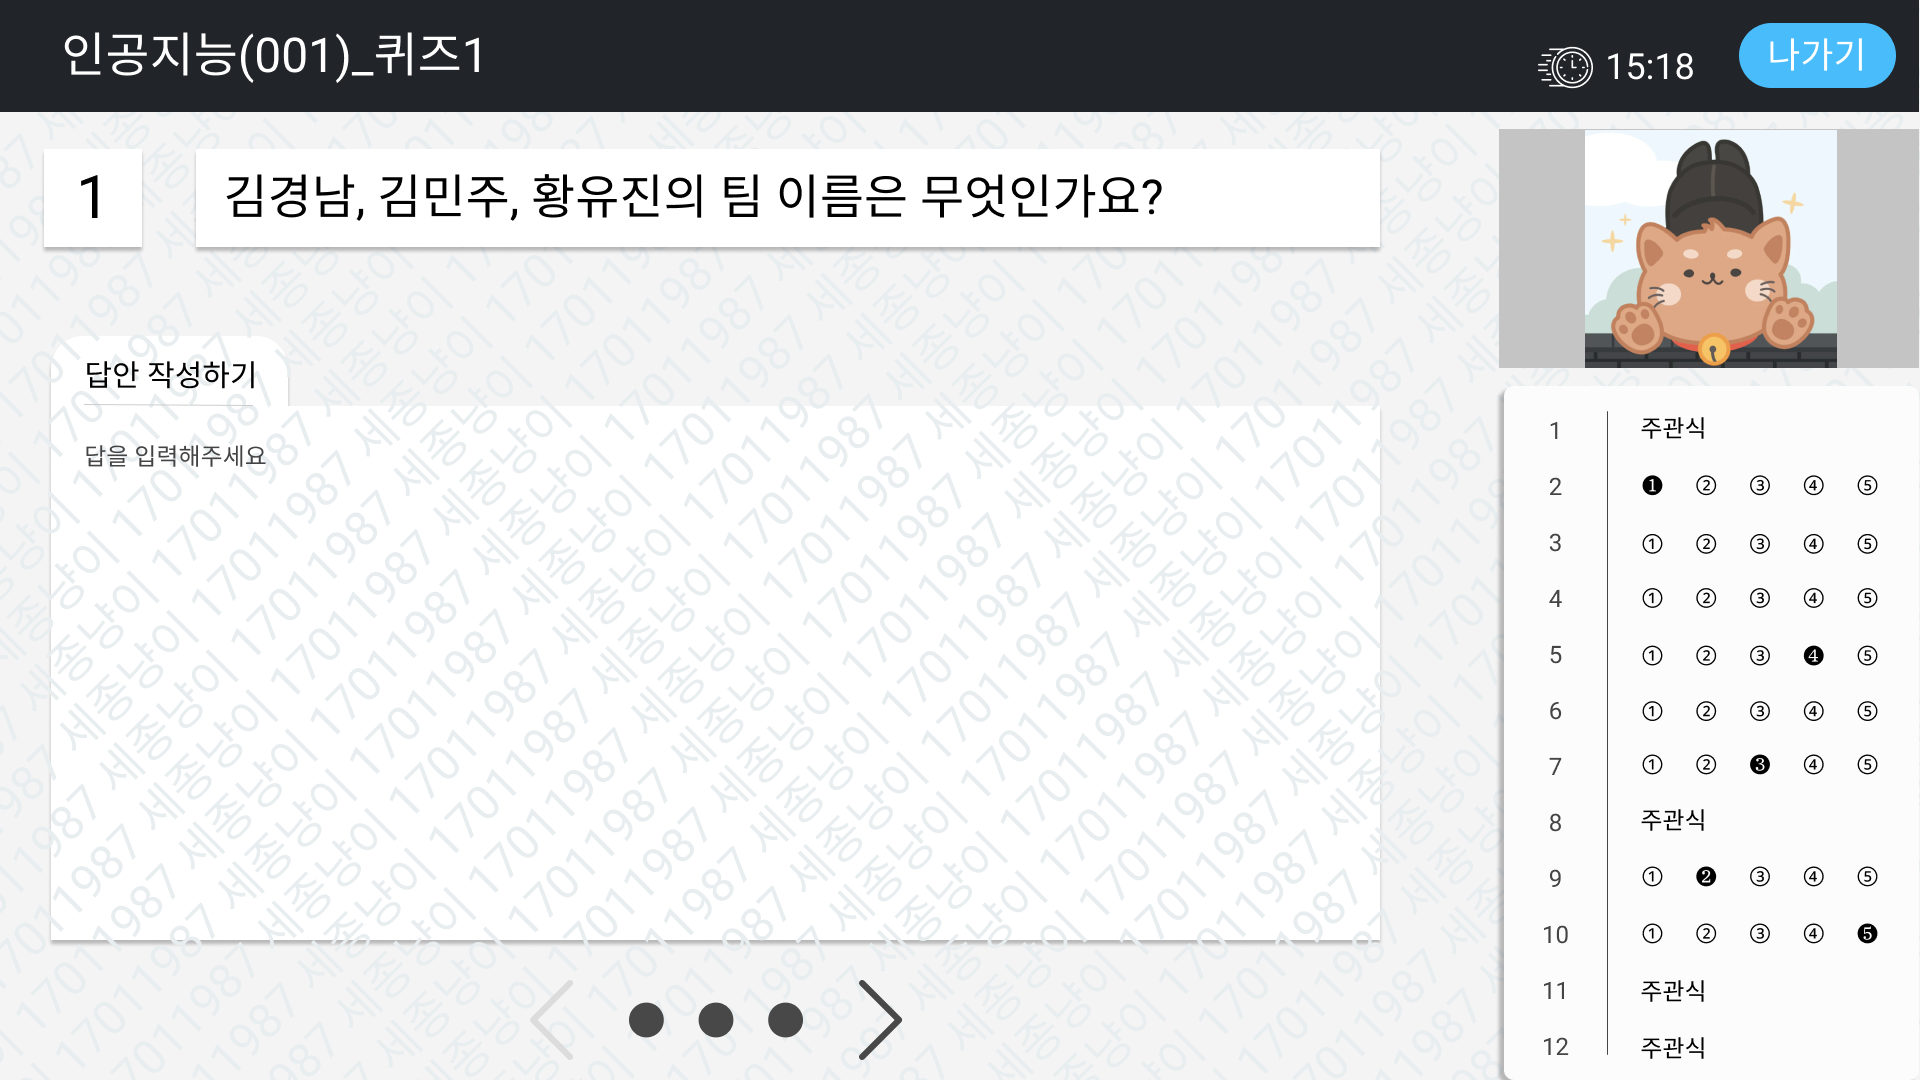 인공지능(001)_퀴즈1
15:18
나가기
1
김경남, 김민주, 황유진의 팀 이름은 무엇인가요?
답안 작성하기
답을 입력해주세요
1 주관식
2 ❶ ② ③ ④ ⑤
3 ① ② ③ ④ ⑤
4 ① ② ③ ④ ⑤
5 ① ② ③ ❹ ⑤
6 ① ② ③ ④ ⑤
7 ① ② ❸ ④ ⑤
8 주관식
9 ① ❷ ③ ④ ⑤
10 ① ② ③ ④ ❺
11 주관식
12 주관식
세종냥이 17011987